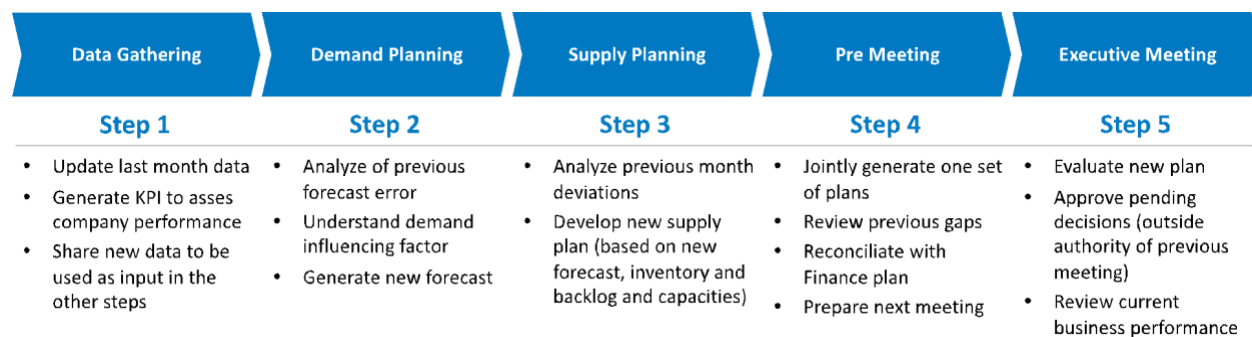 Data Gathering
Demand Planning
Supply Planning
Pre Meeting
Executive Meeting
Step 1
• Update last month data
• Generate KPI to asses
company performance
• Share new data to be
used as input in the
other steps
Step 2
• Analyze of previous
forecast error
• Understand demand
influencing factor
• Generate new forecast
Step 3
• Analyze previous month
deviations
• Develop new supply
plan (based on new
forecast, inventory and
backlog and capacities)
Step 4
• Jointly generate one set
of plans
• Review previous gaps
• Reconciliate with
Finance plan
• Prepare next meeting
Step 5
• Evaluate new plan
• Approve pending
decisions (outside
authority of previous
meeting)
• Review current
business performance